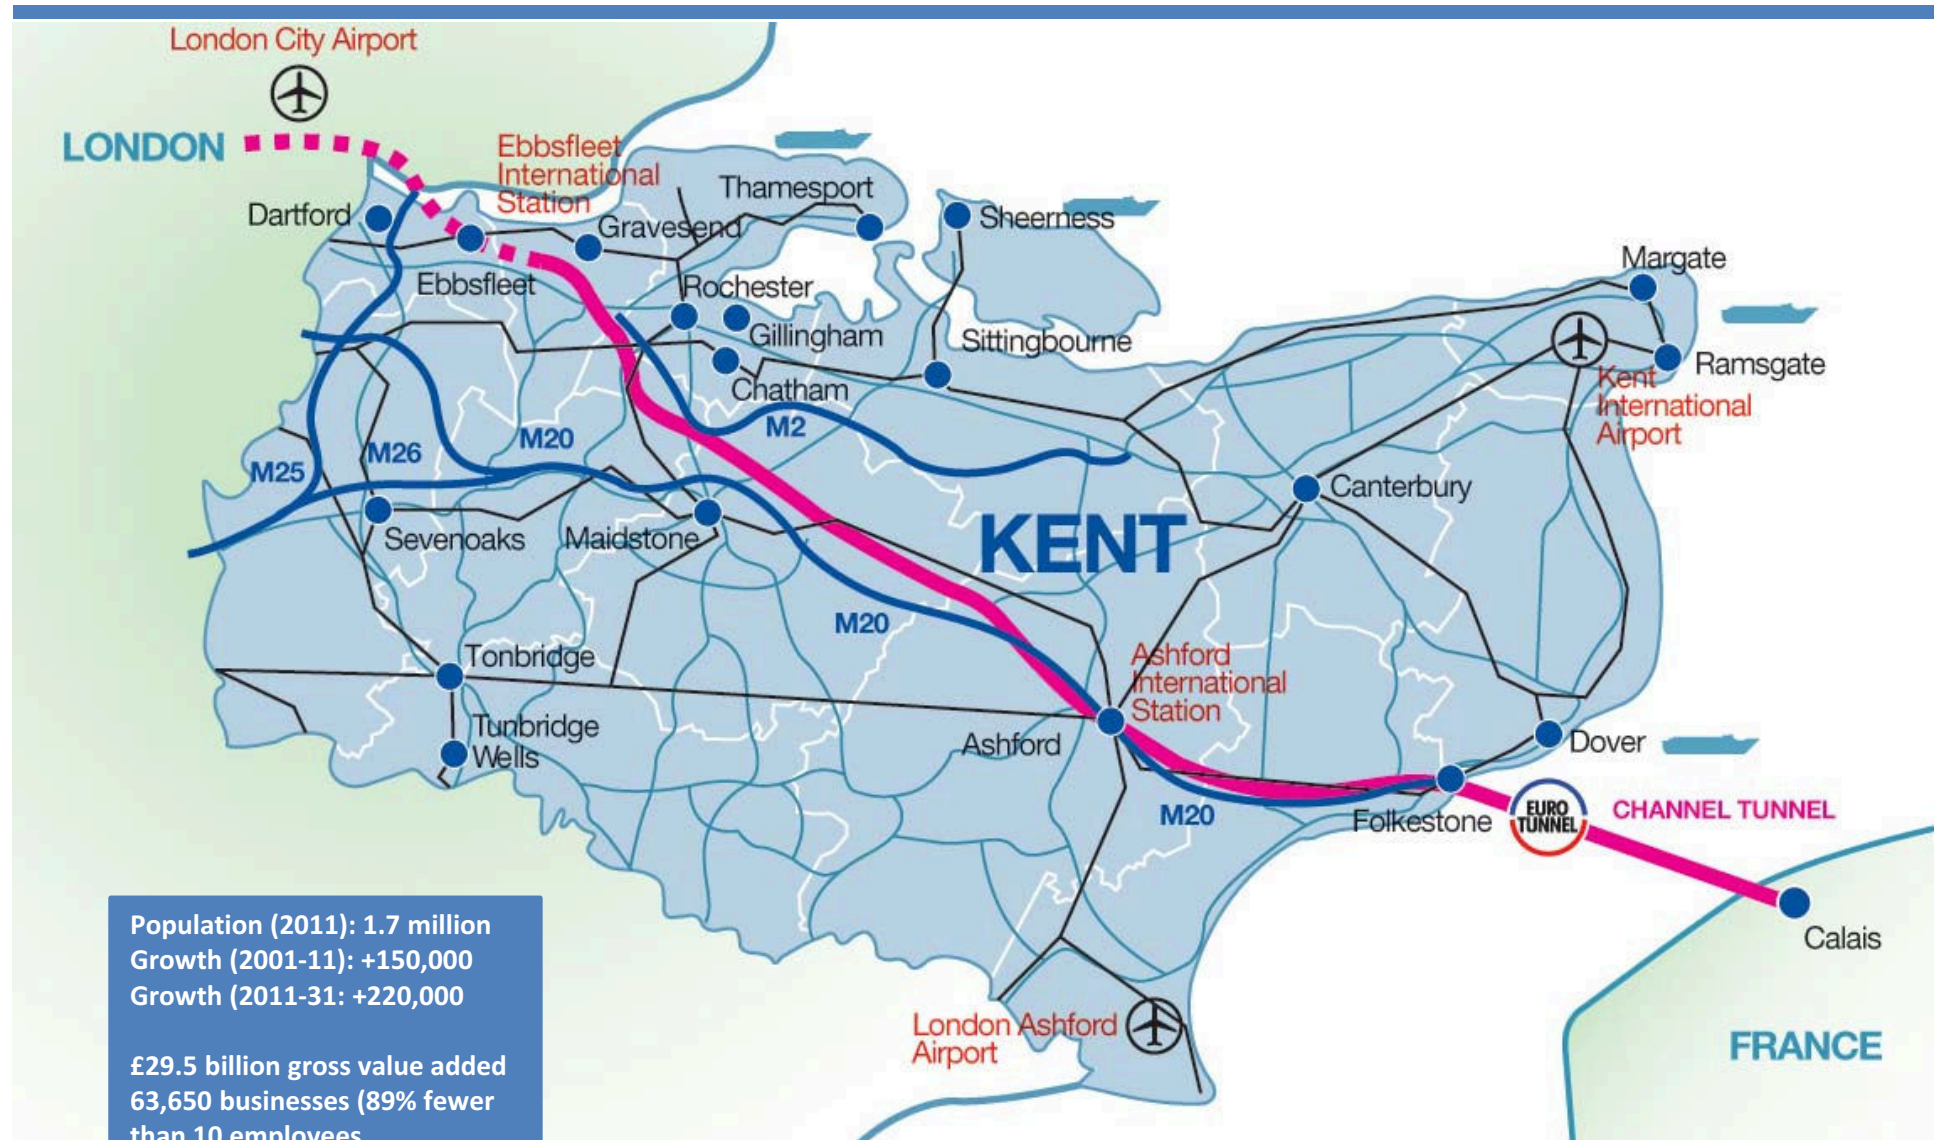 London City Airport
LONDON
Ebbsfleet
International
Station
Thamesport
Dartford
Gravesend
Sheerness
Ebbsfleet
Margate
Rochester
Gillingham
Sittingbourne
Ramsgate
Chatham
Kent
International
Airport
M2
M20
M26
M25
Canterbury
KENT
Sevenoaks
Maidstone
M20
Tonbridge
Ashford
International
Station
Tunbridge
Wells
Ashford
Dover
M20
Folkestone
EURO
TUNNEL
CHANNEL TUNNEL
Calais
London Ashford
Airport
FRANCE
Population (2011): 1.7 million
Growth (2001-11): +150,000
Growth (2011-31: +220,000
£29.5 billion gross value added
63,650 businesses (89% fewer
than 10 employees